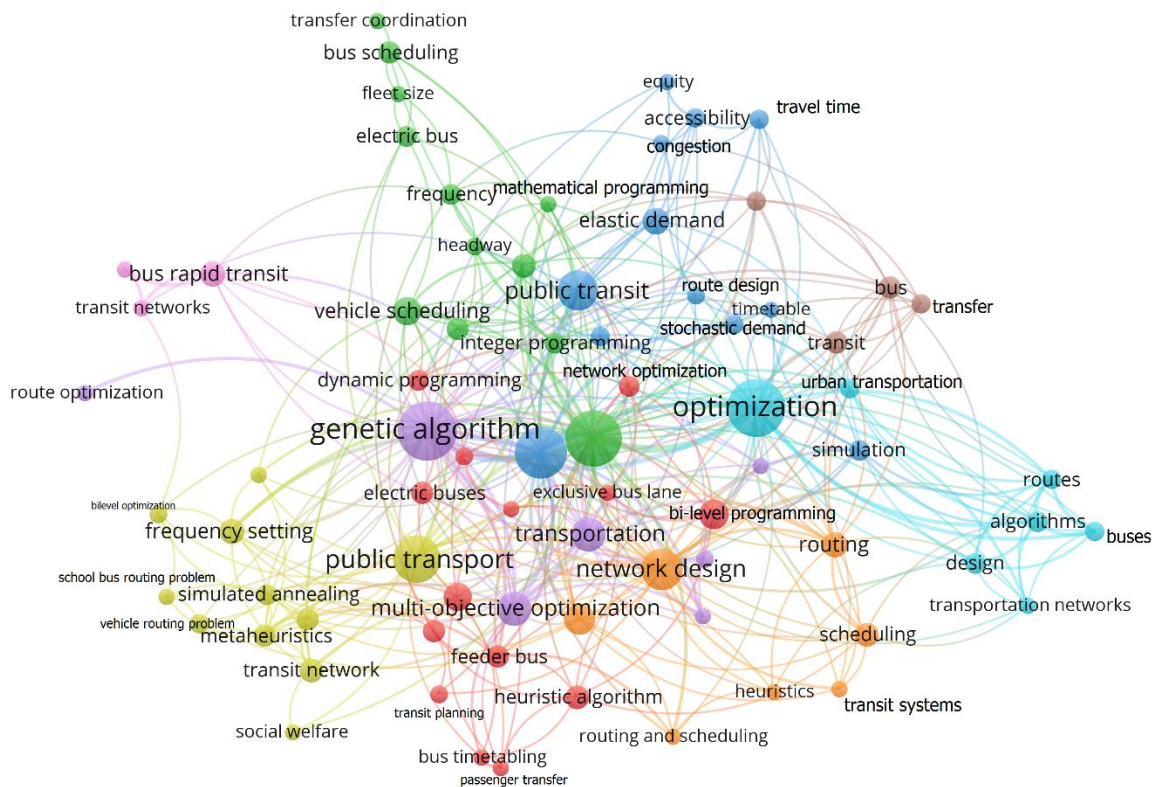 transfer coordination
bus scheduling
equity
fleet size
travel time
accessibility
electric bus
congestion
mathematical programming
frequency
elastic demand
headway
bus rapid transit
public transit
route design
bus
transfer
transit networks
vehicle scheduling
timetable
stochastic demand
integer programming
transit
network optimization
dynamic programming
urban transportation
route optimization
optimization
genetic algorithm
simulation
routes
electric buses
exclusive bus lane
bilevel optimization
bi-level programming
algorithms
frequency setting
transportation
routing
buses
public transport
network design
design
school bus routing problem
simulated annealing
transportation networks
multi-objective optimization
vehicle routing problem
metaheuristics
scheduling
transit network
feeder bus
heuristic algorithm
heuristics
transit systems
transit planning
social welfare
routing and scheduling
bus timetabling
passenger transfer